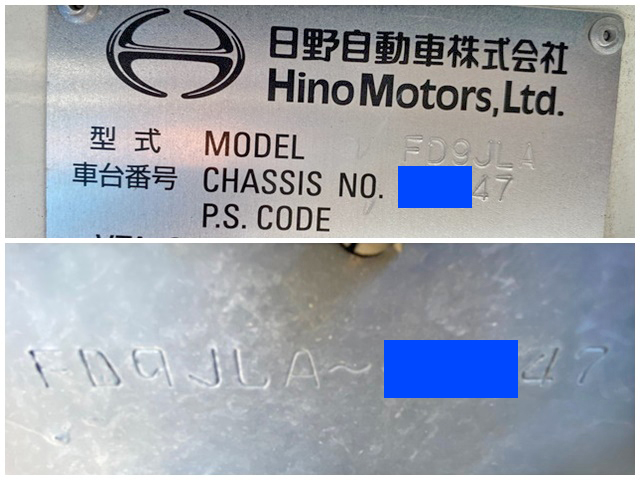 日野自動車株式会社
Hino Motors, Ltd.
型式 MODEL FD9JLA
車台番号 CHASSIS NO. 47
P.S. CODE
FD9JLA~ 47